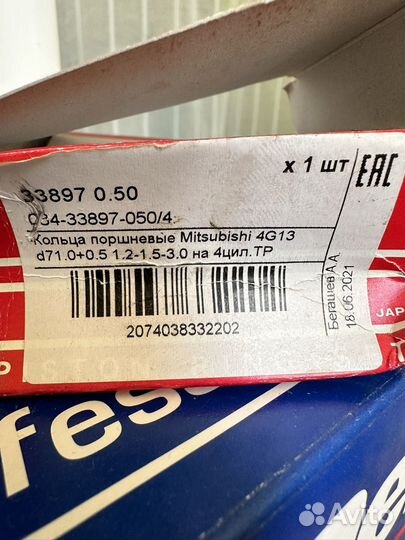 33897 0.50
034-33897-050/4
Кольца поршневые Mitsubishi 4G13
d71.0+0.5 1.2-1.5-3.0 на 4цил.TP
х 1 шт
EAC
2074038332202
Бегашев А.А.
18.06.2021
JAP
fes
Avito